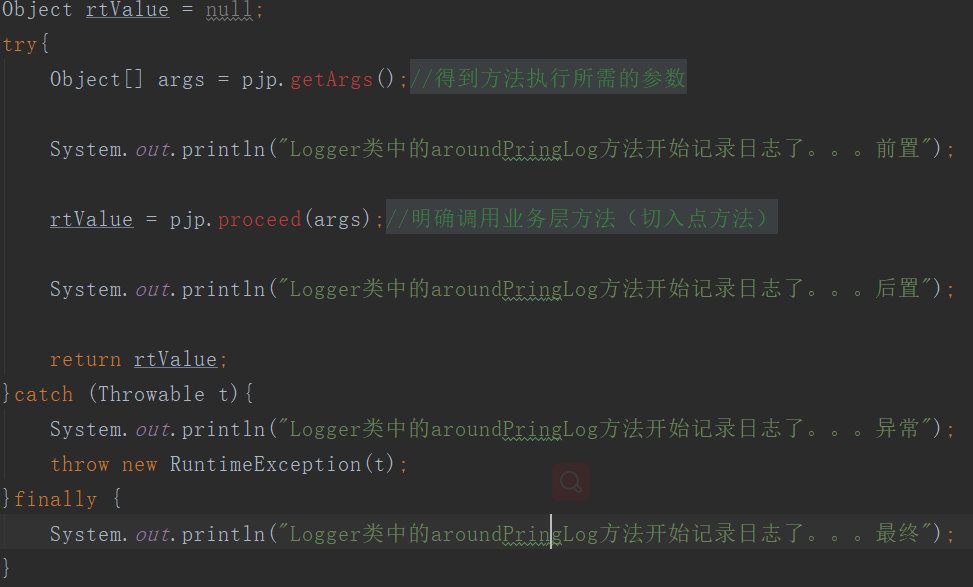 Object rtValue = null;
try{
Object[] args = pjp.getArgs();//得到方法执行所需的参数
System.out.println("Logger类中的aroundPringLog方法开始记录日志了。。。前置");
rtValue = pjp.proceed(args);//明确调用业务层方法（切入点方法）
System.out.println("Logger类中的aroundPringLog方法开始记录日志了。。。后置");
return rtValue;
}catch (Throwable t){
System.out.println("Logger类中的aroundPringLog方法开始记录日志了。。。异常");
throw new RuntimeException(t);
}finally {
System.out.println("Logger类中的aroundPringLog方法开始记录日志了。。。最终");
}